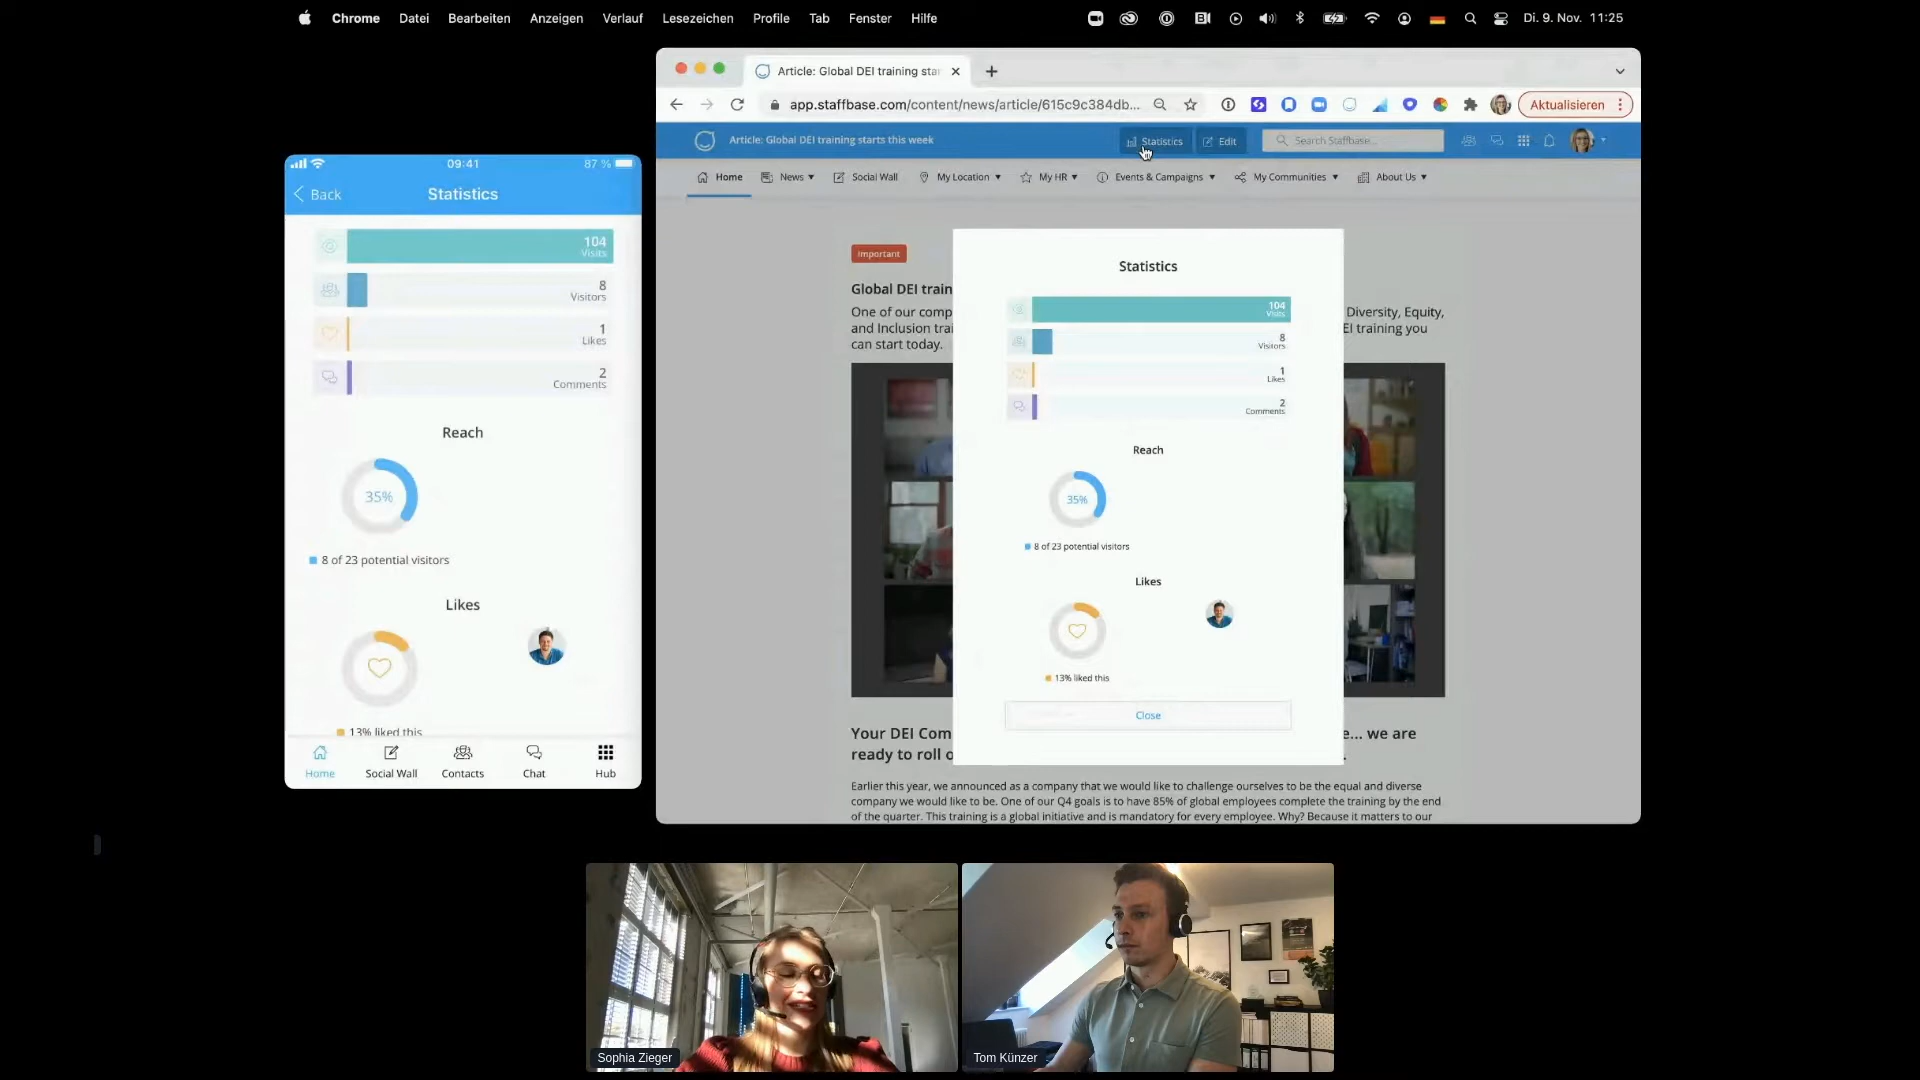 Chrome Datei Bearbeiten Anzeigen Verlauf Lesezeichen Profile Tab Fenster Hilfe Di. 9. Nov. 11:25
Article: Global DEI training star
app.staffbase.com/content/news/article/615c9c384db... Aktualisieren
Article: Global DEI training starts this week Statistics Edit Search Staffbase...
Home News Social Wall My Location My HR Events & Campaigns My Communities About Us
09:41 87 %
Back Statistics
104
Visits
8
Visitors
1
Likes
2
Comments
Reach
35%
8 of 23 potential visitors
Likes
13% liked this
Home Social Wall Contacts Chat Hub
Important
Global DEI train
One of our comp Diversity, Equity,
and Inclusion trai EI training you
can start today.
Statistics
104
Visits
8
Visitors
1
Likes
2
Comments
Reach
35%
8 of 23 potential visitors
Likes
13% liked this
Close
Your DEI Com e... we are
ready to roll o
Earlier this year, we announced as a company that we would like to challenge ourselves to be the equal and diverse
company we would like to be. One of our Q4 goals is to have 85% of global employees complete the training by the end
of the quarter. This training is a global initiative and is mandatory for every employee. Why? Because it matters to our
Sophia Zieger
Tom Künzer